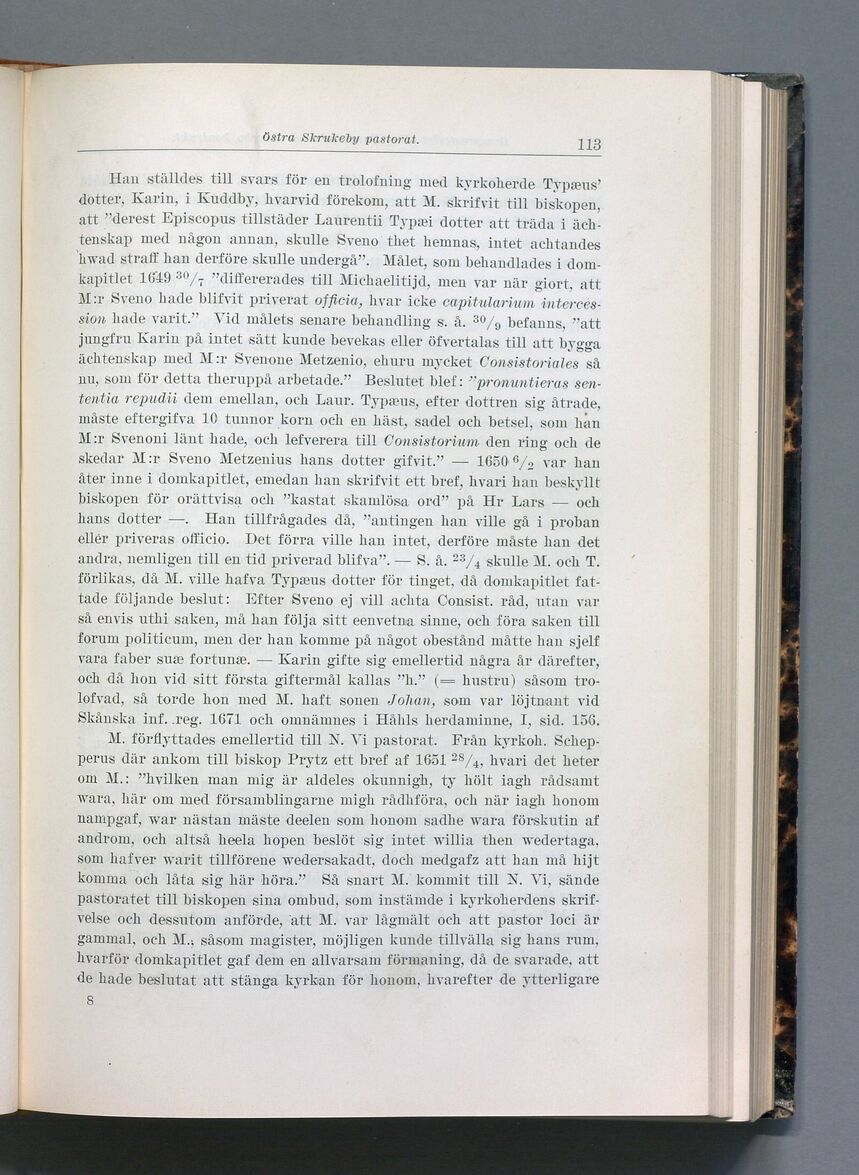 Östra Skrukeby pastorat.
113
Han ställdes till svars för en trolofning med kyrkoherde Typæus'
dotter, Karin, i Kuddby, hvarvid förekom, att M. skrifvit till biskopen,
att ”derest Episcopus tillstäder Laurentii Typæi dotter att träda i äch-
tenskap med någon annan, skulle Sveno thet hemnas, intet achtandes
hwad straff han derföre skulle undergå”. Målet, som behandlades i dom-
kapitlet 1649 30/7 ”differerades till Michaelitijd, men var när giort, att
M:r Sveno hade blifvit priverat officia, hvar icke capitularium interces-
sion hade varit.” Vid målets senare behandling s. å. 30/9 befanns, ”att
jungfru Karin på intet sätt kunde bevekas eller öfvertalas till att bygga
ächtenskap med M:r Svenone Metzenio, ehuru mycket Consistoriales så
nu, som för detta theruppå arbetade.” Beslutet blef: ”pronuntieras sen-
tentia repudii dem emellan, och Laur. Typæus, efter dottren sig åtrade,
måste eftergifva 10 tunnor korn och en häst, sadel och betsel, som han
M:r Svenoni länt hade, och lefverera till Consistorium den ring och de
skedar M:r Sveno Metzenius hans dotter gifvit.” — 1650 6/2 var han
åter inne i domkapitlet, emedan han skrifvit ett bref, hvari han beskyllt
biskopen för orättvisa och ”kastat skamlösa ord” på Hr Lars — och
hans dotter —. Han tillfrågades då, ”antingen han ville gå i proban
eller priveras officio. Det förra ville han intet, derföre måste han det
andra, nemligen till en tid priverad blifva”. — S. å. 23/4 skulle M. och T.
förlikas, då M. ville hafva Typæus dotter för tinget, då domkapitlet fat-
tade följande beslut: Efter Sveno ej vill achta Consist. råd, utan var
så envis uthi saken, må han följa sitt eenvetna sinne, och föra saken till
forum politicum, men der han komme på något obestånd måtte han sjelf
vara faber suæ fortunæ. — Karin gifte sig emellertid några år därefter,
och då hon vid sitt första giftermål kallas ”h.” (= hustru) såsom tro-
lofvad, så torde hon med M. haft sonen Johan, som var löjtnant vid
Skånska inf. reg. 1671 och omnämnes i Håhls herdaminne, I, sid. 156.
M. förflyttades emellertid till N. Vi pastorat. Från kyrkoh. Schep-
perus där ankom till biskop Prytz ett bref af 1651 28/4, hvari det heter
om M.: ”hvilken man mig är aldeles okunnigh, ty hölt iagh rådsamt
wara, här om med församblingarne migh rådhföra, och när iagh honom
nampgaf, war nästan mäste deelen som honom sadhe wara förskutin af
androm, och altså heela hopen beslöt sig intet willia then wedertaga,
som hafver warit tillförene wedersakadt, doch medgafz att han må hijt
komma och låta sig här höra.” Så snart M. kommit till N. Vi, sände
pastoratet till biskopen sina ombud, som instämde i kyrkoherdens skrif-
velse och dessutom anförde, att M. var lågmält och att pastor loci är
gammal, och M., såsom magister, möjligen kunde tillvälla sig hans rum,
hvarför domkapitlet gaf dem en allvarsam förmaning, då de svarade, att
de hade beslutat att stänga kyrkan för honom, hvarefter de ytterligare
8